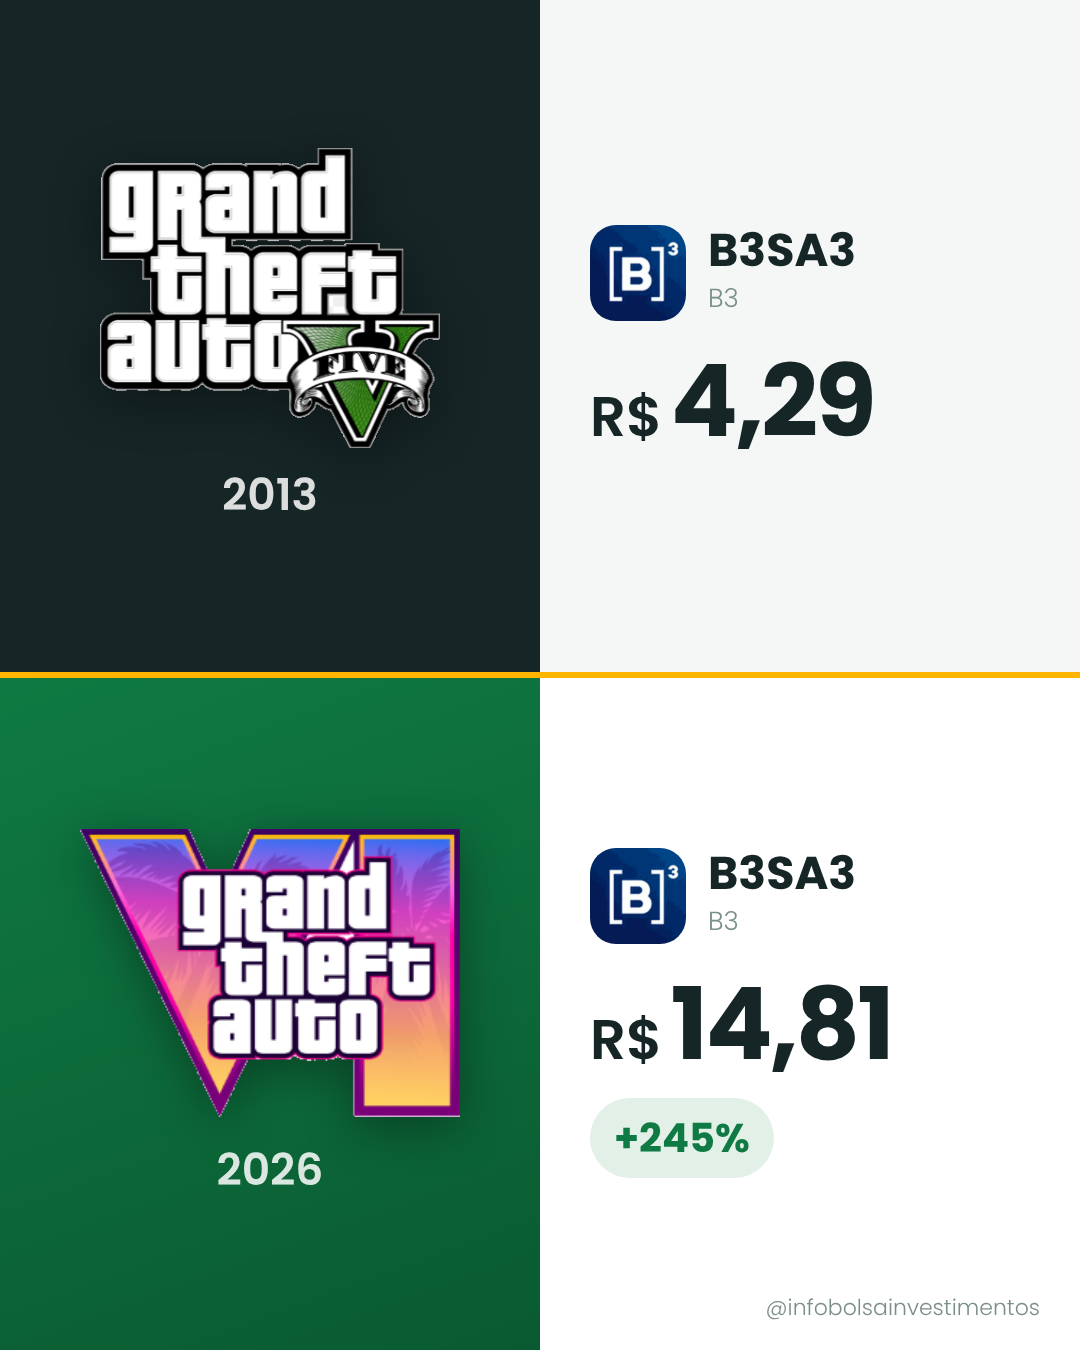 grand
theft
auto
V
FIVE
2013
[B]³
B3SA3
B3
R$ 4,29
VI
grand
theft
auto
2026
[B]³
B3SA3
B3
R$ 14,81
+245%
@infobolsainvestimentos